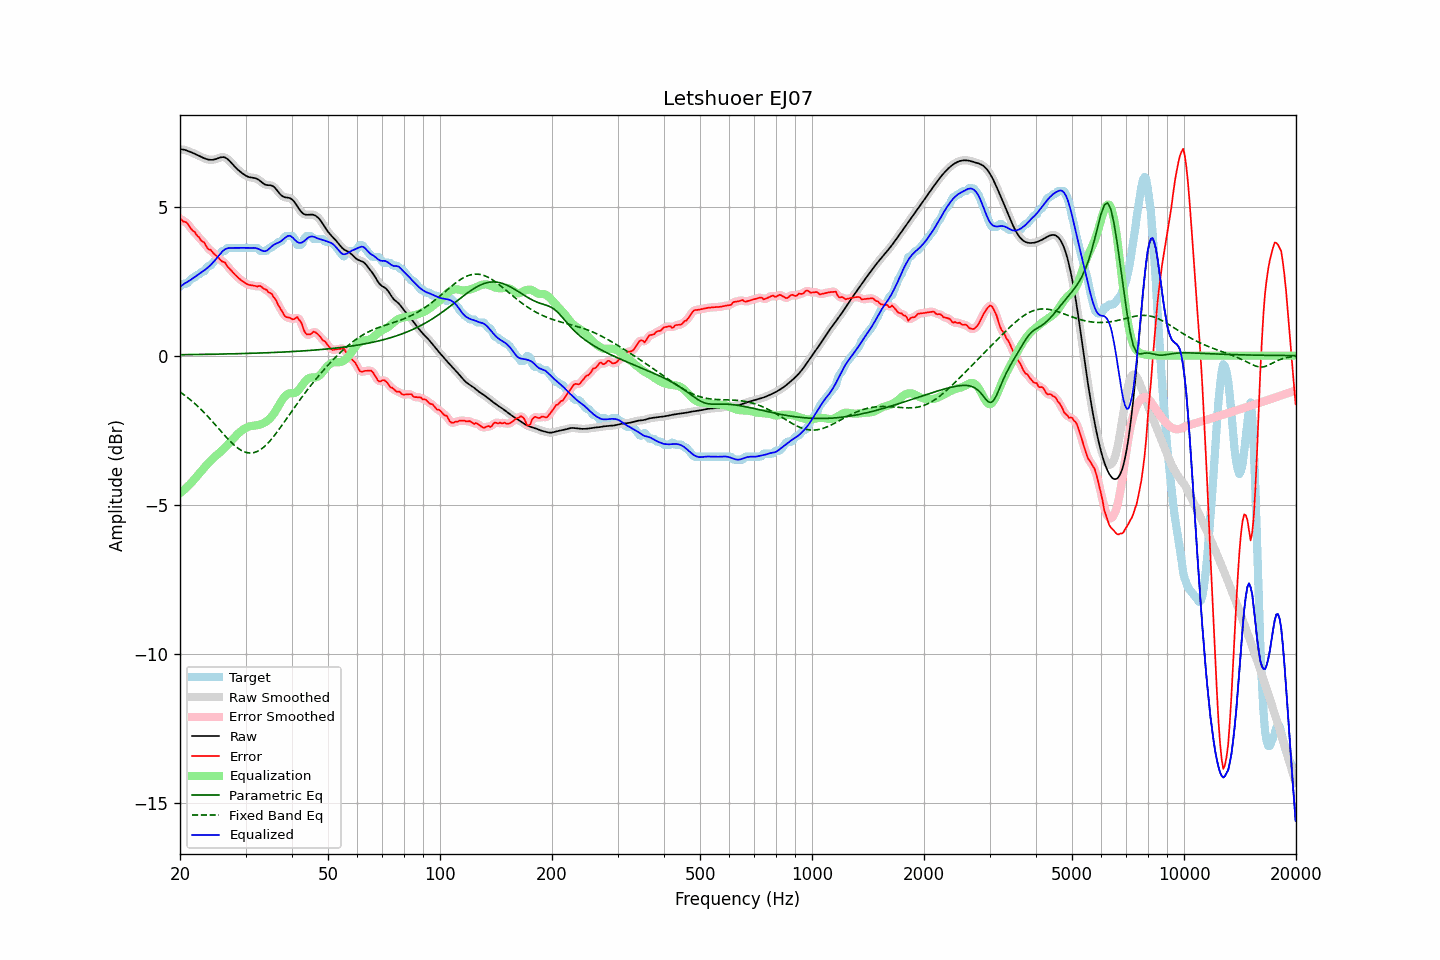 Letshuoer EJ07
Amplitude (dBr)
5
0
−5
−10
−15
Target
Raw Smoothed
Error Smoothed
Raw
Error
Equalization
Parametric Eq
Fixed Band Eq
Equalized
20 50 100 200 500 1000 2000 5000 10000 20000
Frequency (Hz)